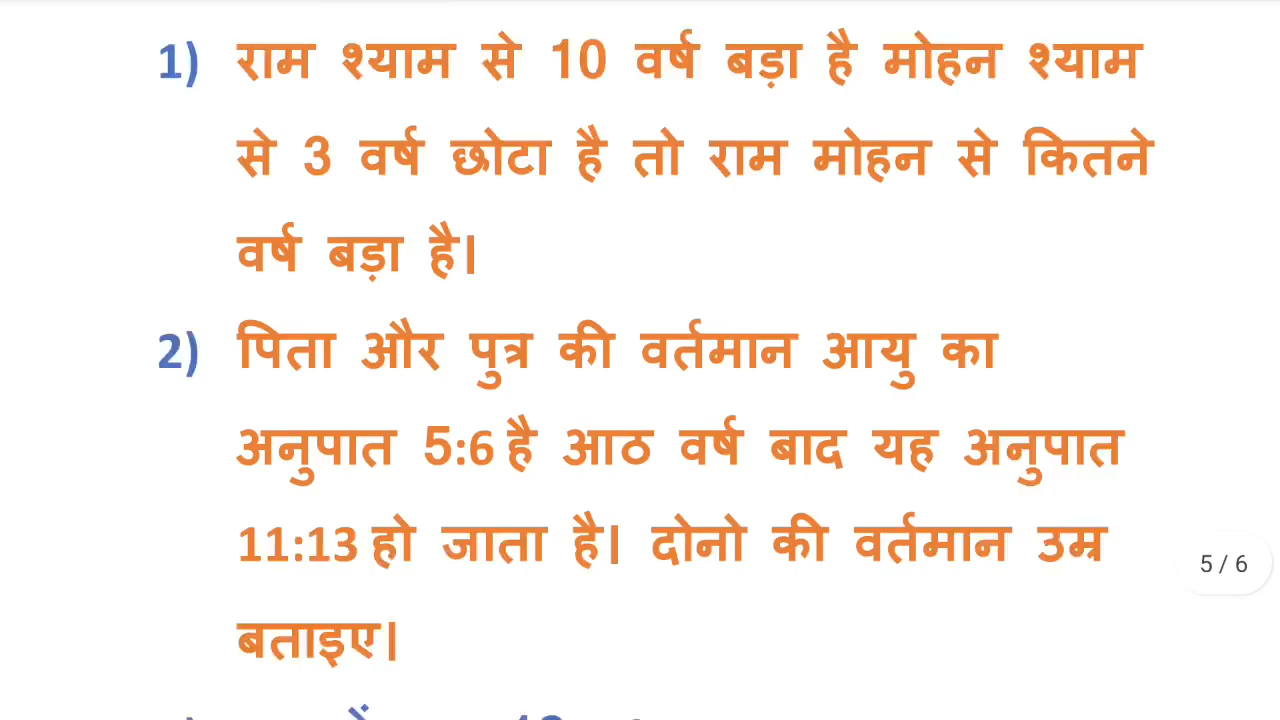 1) राम श्याम से 10 वर्ष बड़ा है मोहन श्याम
से 3 वर्ष छोटा है तो राम मोहन से कितने
वर्ष बड़ा है।
2) पिता और पुत्र की वर्तमान आयु का
अनुपात 5:6 है आठ वर्ष बाद यह अनुपात
11:13 हो जाता है। दोनो की वर्तमान उम्र
5 / 6
बताइए।